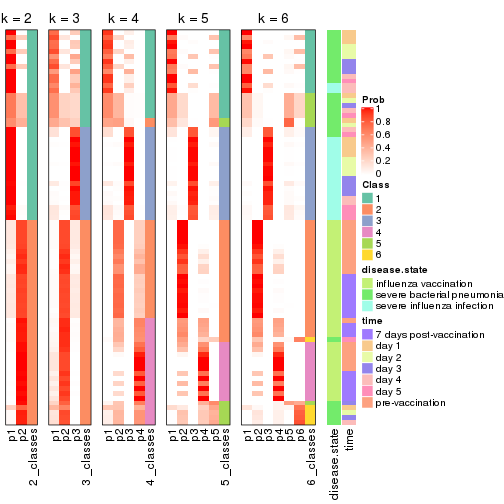 k = 2 k = 3 k = 4 k = 5 k = 6
Prob
1
0.8
0.6
0.4
0.2
0
Class
1
2
3
4
5
6
disease.state
influenza vaccination
severe bacterial pneumonia
severe influenza infection
time
7 days post-vaccination
day 1
day 2
day 3
day 4
day 5
pre-vaccination
p1 p2 2_classes p1 p2 p3 3_classes p1 p2 p3 p4 4_classes p1 p2 p3 p4 p5 5_classes p1 p2 p3 p4 p5 p6 6_classes disease.state time